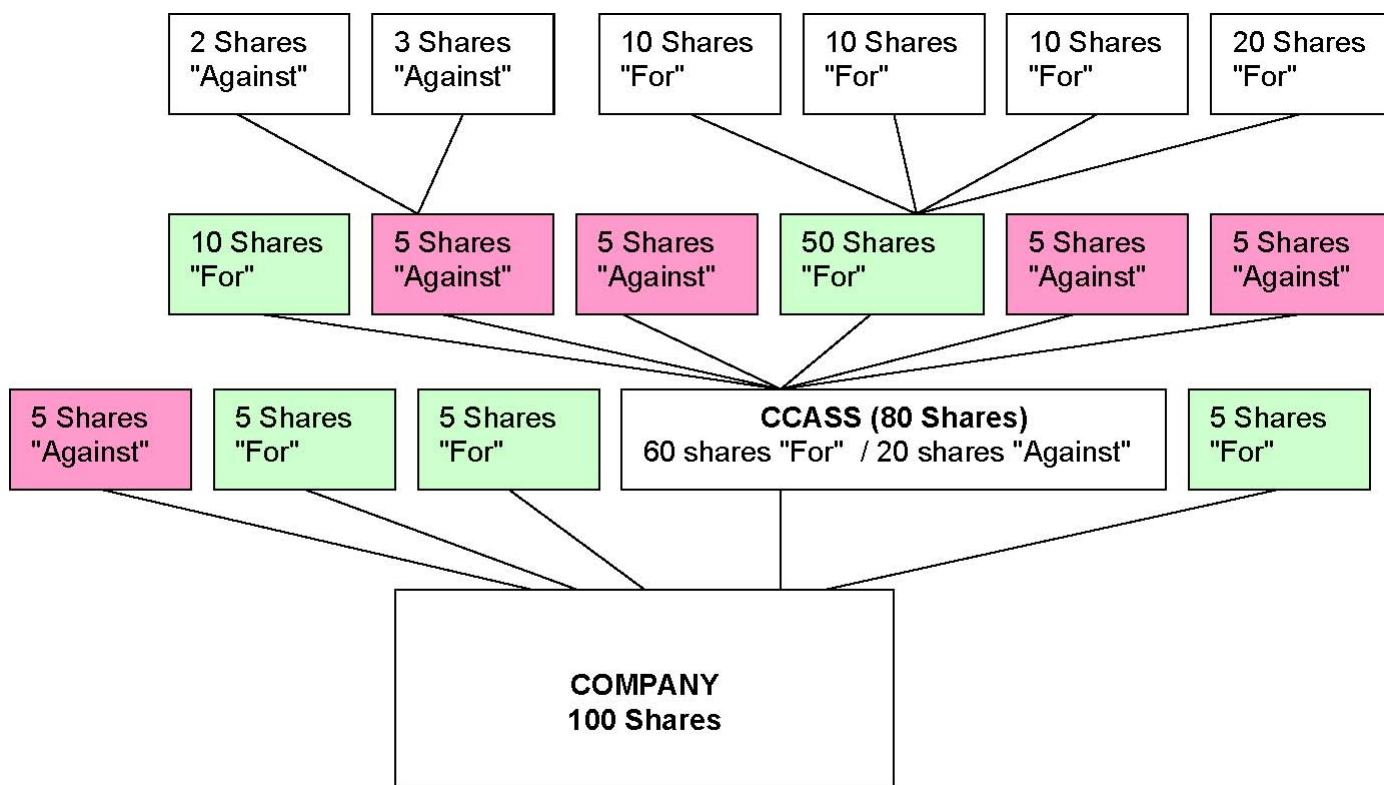 2 Shares
"Against"
3 Shares
"Against"
10 Shares
"For"
10 Shares
"For"
10 Shares
"For"
20 Shares
"For"
10 Shares
"For"
5 Shares
"Against"
5 Shares
"Against"
50 Shares
"For"
5 Shares
"Against"
5 Shares
"Against"
5 Shares
"Against"
5 Shares
"For"
5 Shares
"For"
CCASS (80 Shares)
60 shares "For" / 20 shares "Against"
5 Shares
"For"
COMPANY
100 Shares